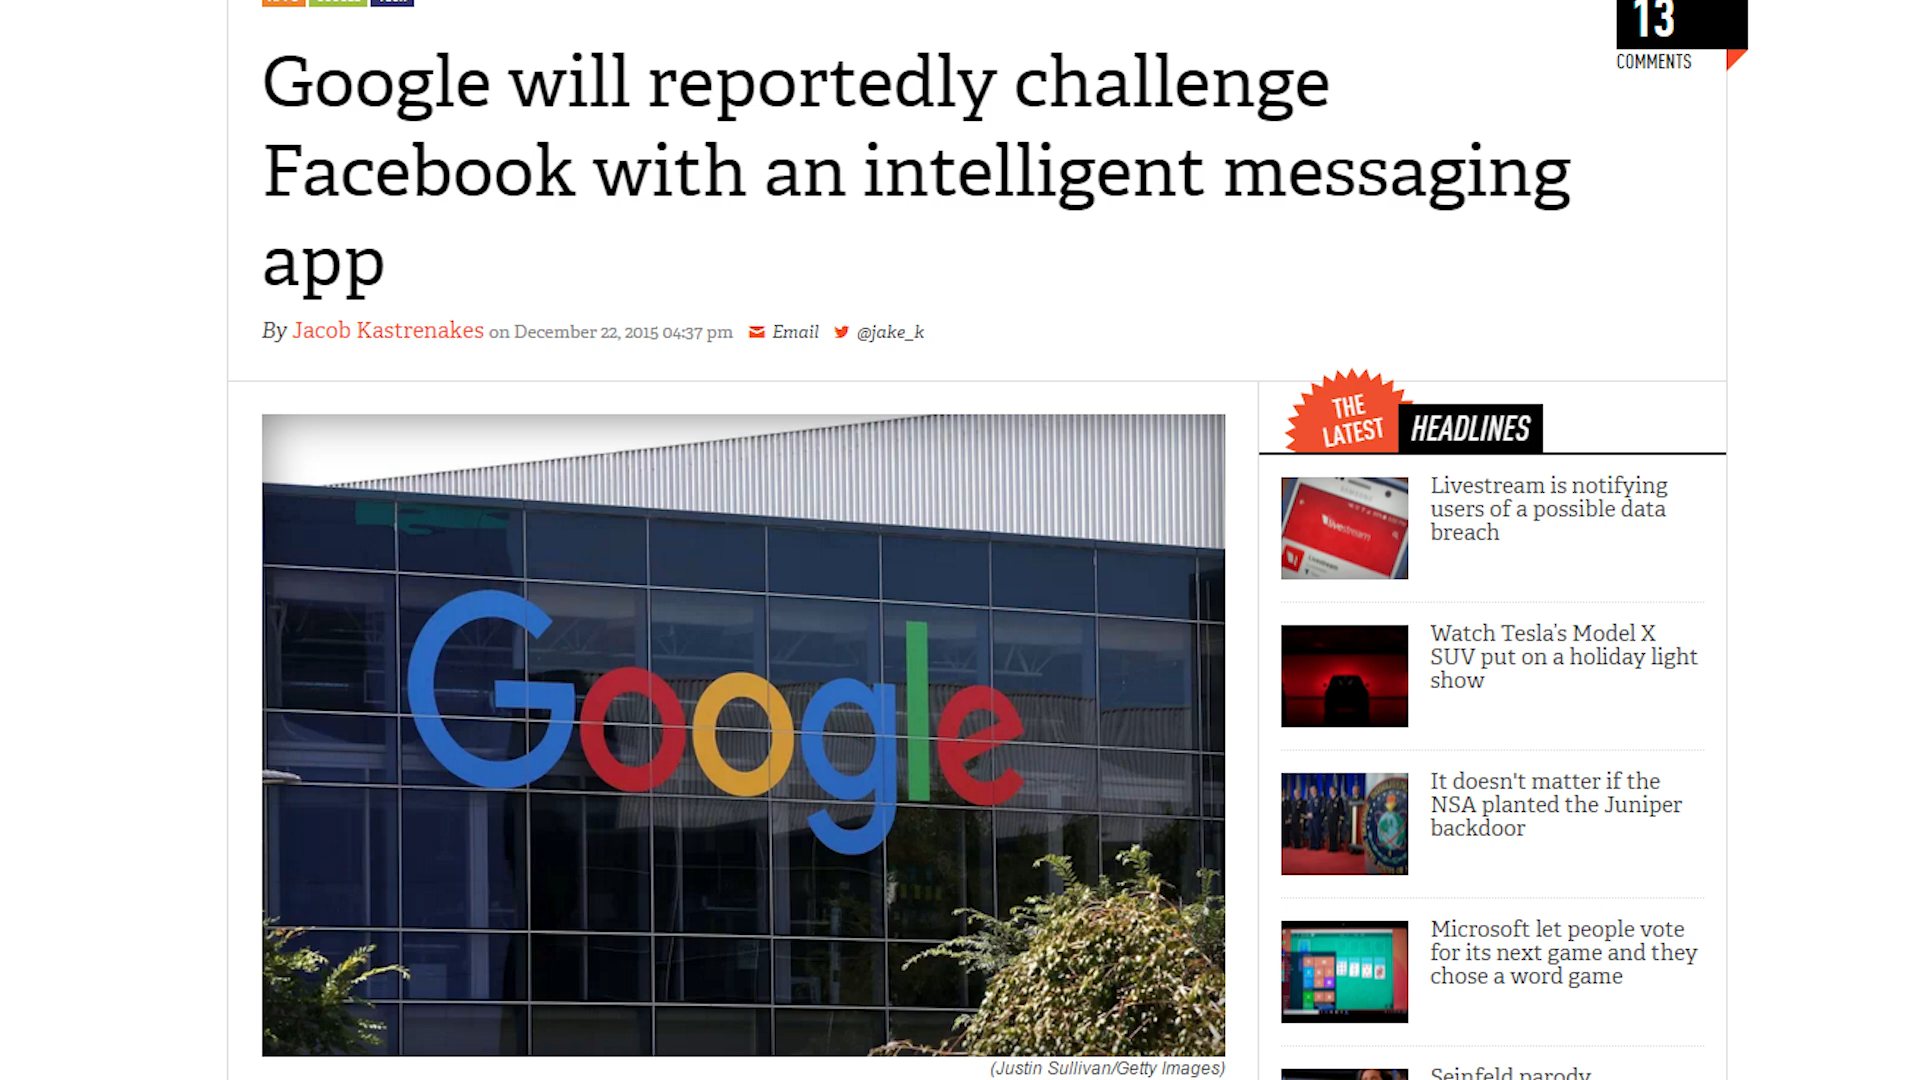 13
COMMENTS
Google will reportedly challenge
Facebook with an intelligent messaging
app
By Jacob Kastrenakes on December 22, 2015 04:37 pm Email @jake_k
THE
LATEST
HEADLINES
Google
Livestream is notifying
users of a possible data
breach
livestream
Livestream
Watch Tesla's Model X
SUV put on a holiday light
show
It doesn't matter if the
NSA planted the Juniper
backdoor
Microsoft let people vote
for its next game and they
chose a word game
(Justin Sullivan/Getty Images)
Seinfeld parody